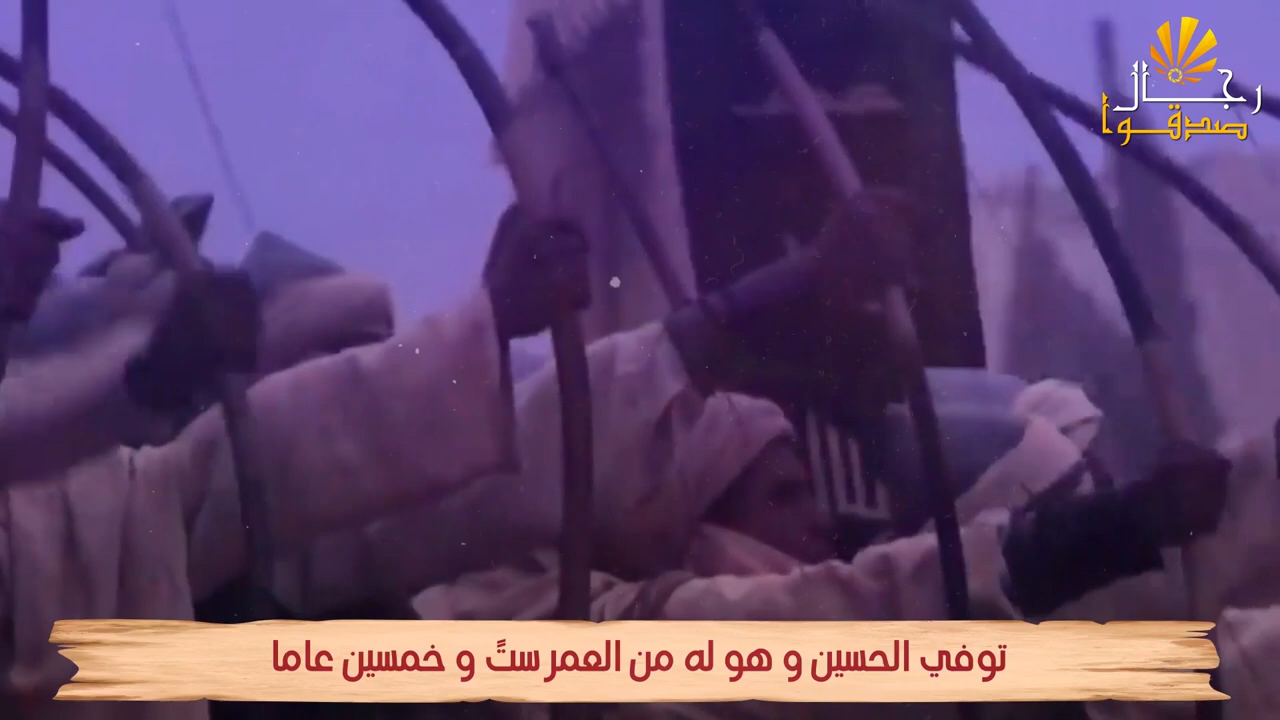 رجال
صدقوا
توفي الحسين و هو له من العمر ستً و خمسين عاما